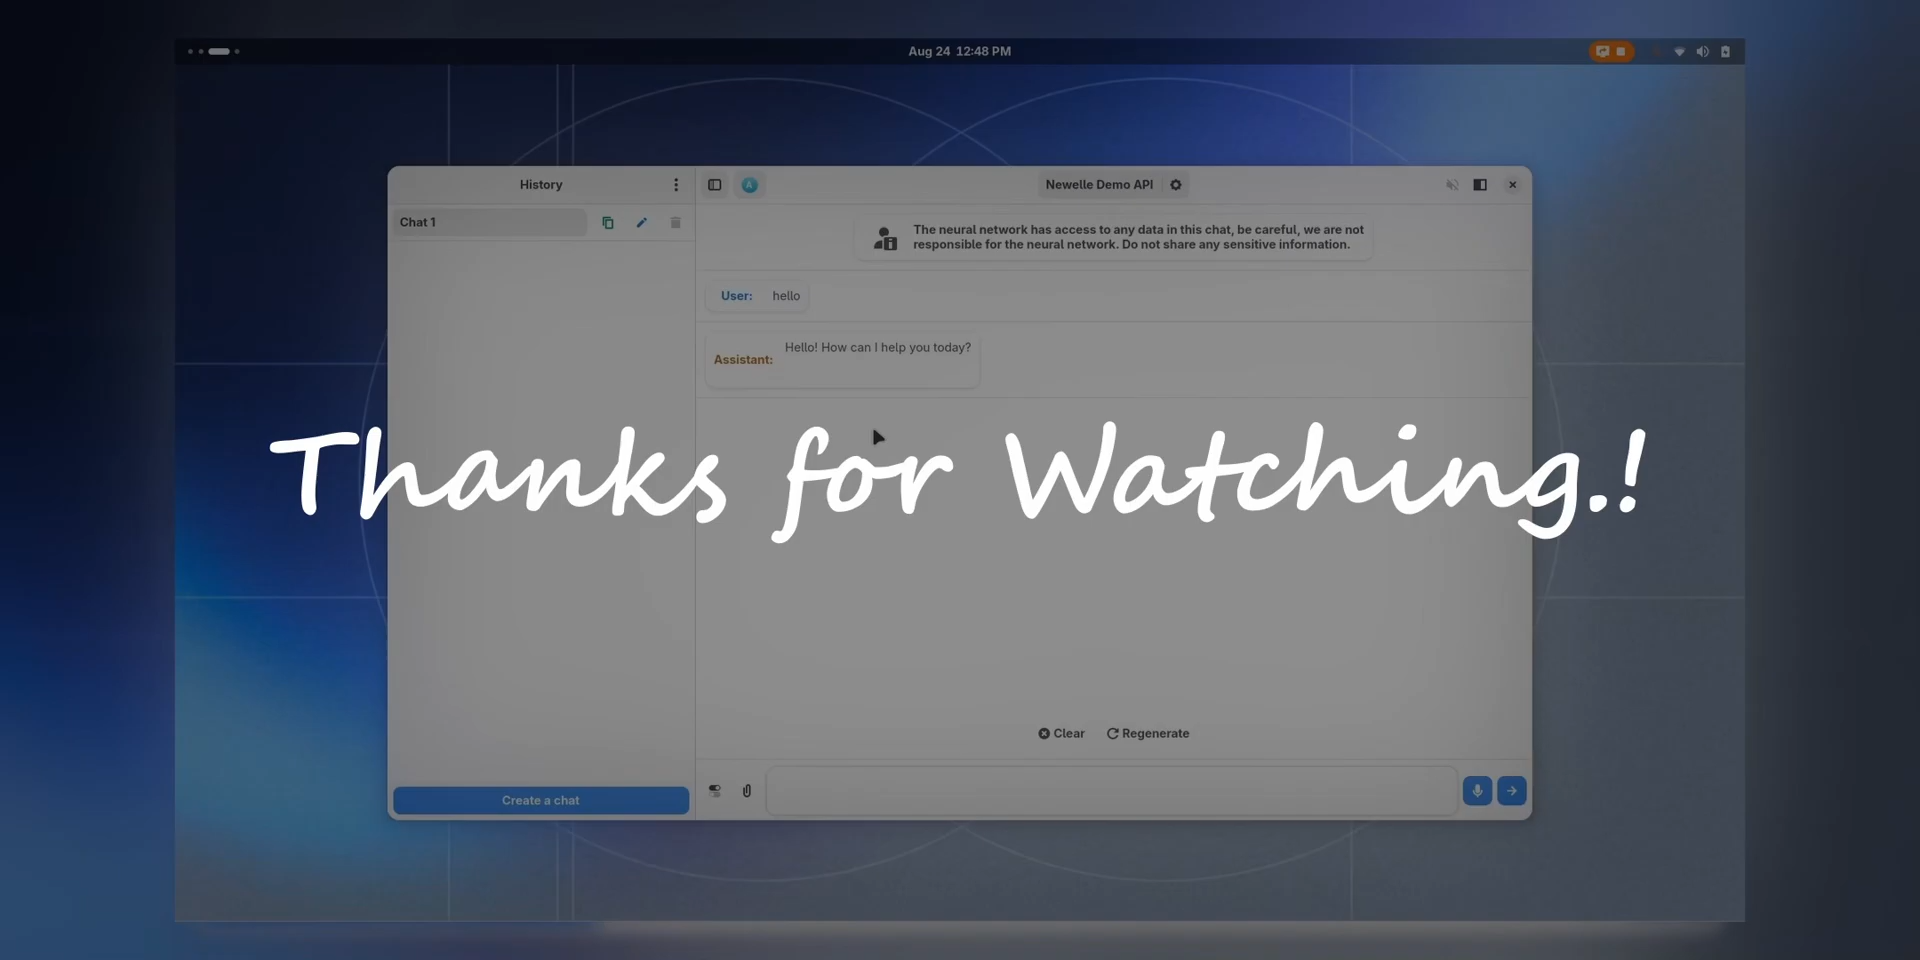 Aug 24 12:48 PM
History
Newelle Demo API
Chat 1
The neural network has access to any data in this chat, be careful, we are not
responsible for the neural network. Do not share any sensitive information.
User: hello
Assistant: Hello! How can I help you today?
Thanks for Watching.!
Clear Regenerate
Create a chat
A